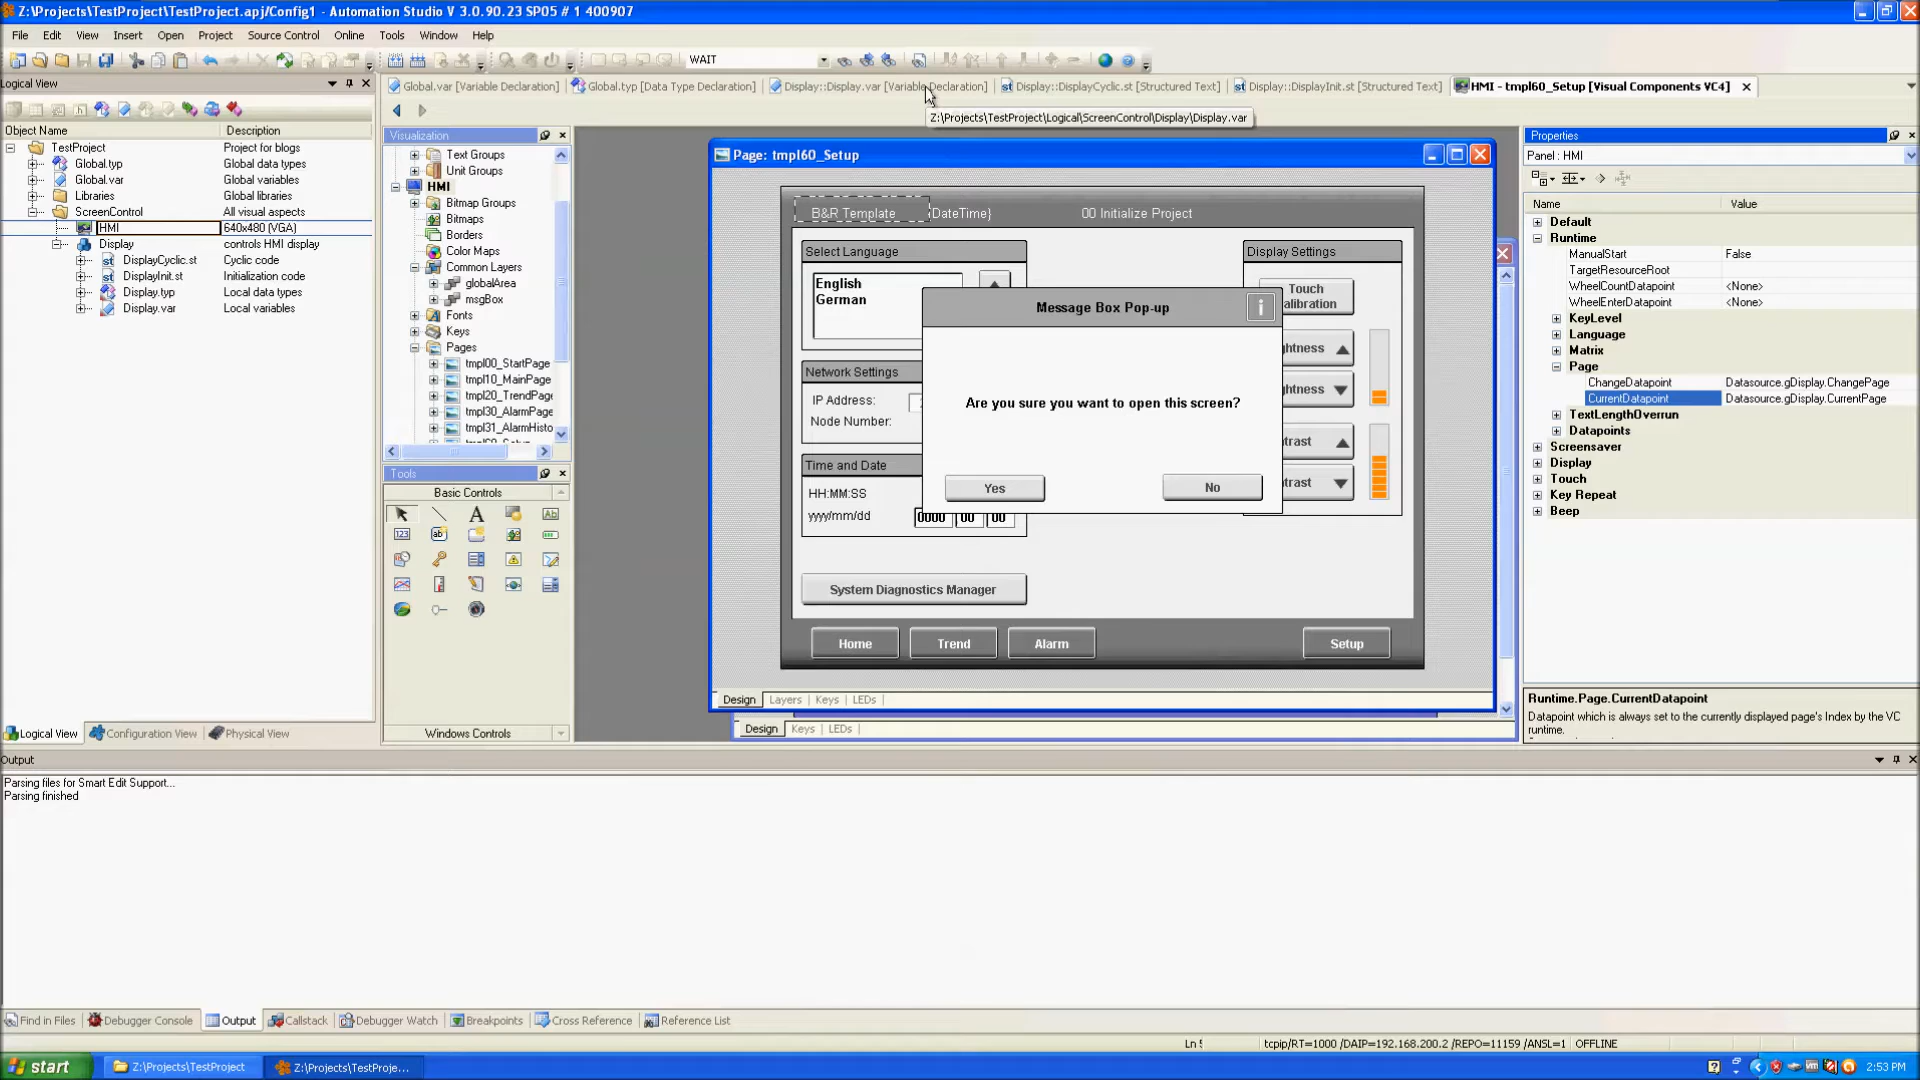 Z:\Projects\TestProject\TestProject.apj/Config1 - Automation Studio V 3.0.90.23 SP05 # 1 400907
File Edit View Insert Open Project Source Control Online Tools Window Help
WAIT
Logical View
Global.var [Variable Declaration] Global.typ [Data Type Declaration] Display::Display.var [Variable Declaration] Display::DisplayCyclic.st [Structured Text] Display::DisplayInit.st [Structured Text] HMI - tmpl60_Setup [Visual Components VC4]
Z:\Projects\TestProject\Logical\ScreenControl\Display\Display.var
Object Name Description
TestProject Project for blogs
Global.typ Global data types
Global.var Global variables
Libraries Global libraries
ScreenControl All visual aspects
HMI 640x480 (VGA)
Display controls HMI display
DisplayCyclic.st Cyclic code
DisplayInit.st Initialization code
Display.typ Local data types
Display.var Local variables
Logical View Configuration View Physical View
Visualization
Text Groups
Unit Groups
HMI
Bitmap Groups
Bitmaps
Borders
Color Maps
Common Layers
globalArea
msgBox
Fonts
Keys
Pages
tmpl00_StartPage
tmpl10_MainPage
tmpl20_TrendPage
tmpl30_AlarmPage
tmpl31_AlarmHisto
Tools
Basic Controls
Windows Controls
Page: tmpl60_Setup
B&R Template DateTime} 00 Initialize Project
Select Language
English
German
Display Settings
Touch
alibration
Message Box Pop-up
Are you sure you want to open this screen?
Yes No
htness
htness
ntrast
ntrast
Network Settings
IP Address:
Node Number:
Time and Date
HH:MM:SS
yyyy/mm/dd 0000 00 00
System Diagnostics Manager
Home Trend Alarm Setup
Design Layers Keys LEDs
Design Keys LEDs
Properties
Panel : HMI
Name Value
Default
Runtime
ManualStart False
TargetResourceRoot
WheelCountDatapoint <None>
WheelEnterDatapoint <None>
KeyLevel
Language
Matrix
Page
ChangeDatapoint Datasource.gDisplay.ChangePage
CurrentDatapoint Datasource.gDisplay.CurrentPage
TextLengthOverrun
Datapoints
Screensaver
Display
Touch
Key Repeat
Beep
Runtime.Page.CurrentDatapoint
Datapoint which is always set to the currently displayed page's Index by the VC
runtime.
Output
Parsing files for Smart Edit Support...
Parsing finished
Find in Files Debugger Console Output Callstack Debugger Watch Breakpoints Cross Reference Reference List
tcpip/RT=1000 /DAIP=192.168.200.2 /REPO=11159 /ANSL=1 OFFLINE
start Z:\Projects\TestProject Z:\Projects\TestProje... 2:53 PM